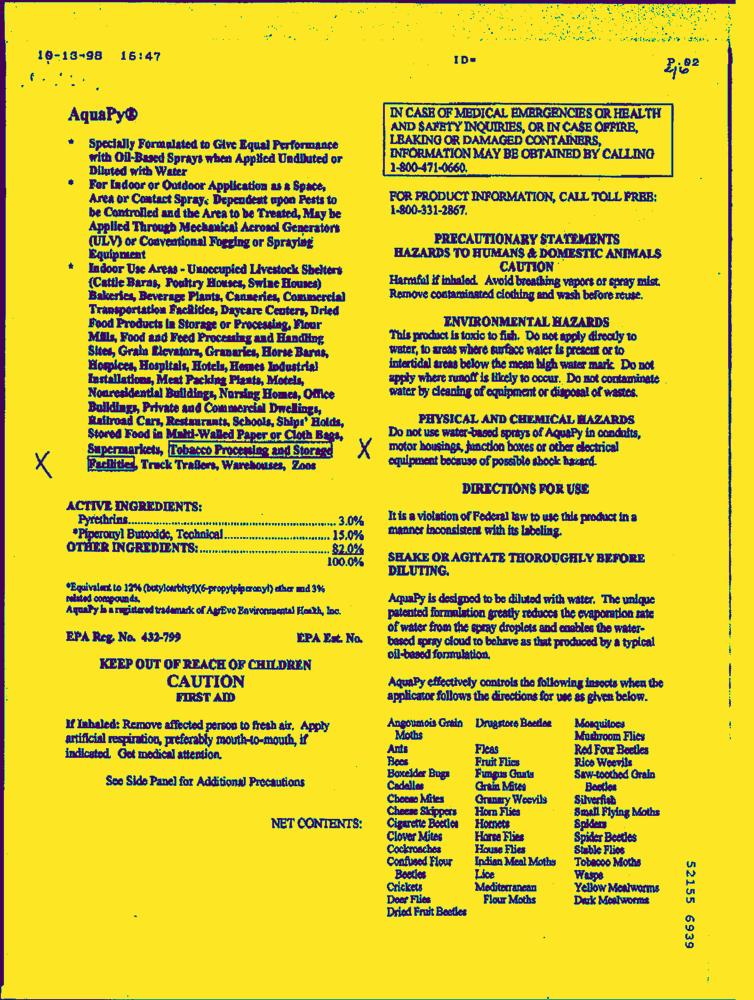 10-13-98 16:47 ID=
AquaPy®
* Specially Formulated to Give Equal Performance
with Oil-Based Sprays when Applied Undiluted or
Diluted with Water
* For Indoor or Outdoor Application as a Space,
Area or Contact Spray. Dependent upon Pests to
be Controlled and the Area to be Treated, May be
Applied Through Mechanical Aerosol Generators
(ULV) or Conventional Fogging or Spraying
Equipment
* Indoor Use Areas - Unoccupied Livestock Shelters
(Cattle Barns, Poultry Houses, Swine Houses)
Bakeries, Beverage Plants, Canneries, Commercial
Transportation Facilities, Daycare Centers, Dried
Food Products in Storage or Processing, Flour
Mills, Food and Feed Processing and Handling
Sites, Grain Elevators, Granaries, Horse Barns,
Hospices, Hospitals, Hotels, Homes Industrial
Installations, Meat Packing Plants, Motels,
Nonresidential Buildings, Nursing Homes, Office
Buildings, Private and Commercial Dwellings,
Railroad Cars, Restaurants, Schools, Ships' Holds,
Stored Food in Multi-Walled Paper or Cloth Bags,
Supermarkets, Tobacco Processing and Storage
Facilities, Truck Trailers, Warehouses, Zoos
X X
ACTIVE INGREDIENTS:
Pyrethrins.......... 3.0%
*Piperonyl Butoxide, Technical.......... 15.0%
OTHER INGREDIENTS:.......... 82.0%
100.0%
*Equivalent to 12% (butylcarbityl)(6-propylpiperonyl) ether and 3%
related compounds.
AquaPy is a registered trademark of AgrEvo Environmental Health, Inc.
EPA Reg. No. 432-799 EPA Est. No.
KEEP OUT OF REACH OF CHILDREN
CAUTION
FIRST AID
If Inhaled: Remove affected person to fresh air. Apply
artificial respiration, preferably mouth-to-mouth, if
indicated. Get medical attention.
See Side Panel for Additional Precautions
NET CONTENTS:
IN CASE OF MEDICAL EMERGENCIES OR HEALTH
AND SAFETY INQUIRIES, OR IN CASE OF FIRE,
LEAKING OR DAMAGED CONTAINERS,
INFORMATION MAY BE OBTAINED BY CALLING
1-800-471-0660.
FOR PRODUCT INFORMATION, CALL TOLL FREE:
1-800-331-2867.
PRECAUTIONARY STATEMENTS
HAZARDS TO HUMANS & DOMESTIC ANIMALS
CAUTION
Harmful if inhaled. Avoid breathing vapors or spray mist.
Remove contaminated clothing and wash before reuse.
ENVIRONMENTAL HAZARDS
This product is toxic to fish. Do not apply directly to
water, to areas where surface water is present or to
intertidal areas below the mean high water mark. Do not
apply where runoff is likely to occur. Do not contaminate
water by cleaning of equipment or disposal of wastes.
PHYSICAL AND CHEMICAL HAZARDS
Do not use water-based sprays of AquaPy in conduits,
motor housings, junction boxes or other electrical
equipment because of possible shock hazard.
DIRECTIONS FOR USE
It is a violation of Federal law to use this product in a
manner inconsistent with its labeling.
SHAKE OR AGITATE THOROUGHLY BEFORE
DILUTING.
AquaPy is designed to be diluted with water. The unique
patented formulation greatly reduces the evaporation rate
of water from the spray droplets and enables the water-
based spray cloud to behave as that produced by a typical
oil-based formulation.
AquaPy effectively controls the following insects when the
applicator follows the directions for use as given below.
Angoumois Grain
Moths
Ants
Bees
Boxelder Bugs
Cadelles
Cheese Mites
Cheese Skippers
Cigarette Beetles
Clover Mites
Cockroaches
Confused Flour
Beetles
Crickets
Deer Flies
Dried Fruit Beetles
Drugstore Beetles
Fleas
Fruit Flies
Fungus Gnats
Grain Mites
Granary Weevils
Horn Flies
Hornets
Horse Flies
House Flies
Indian Meal Moths
Lice
Mediterranean
Flour Moths
Mosquitoes
Mushroom Flies
Red Four Beetles
Rice Weevils
Saw-toothed Grain
Beetles
Silverfish
Small Flying Moths
Spiders
Spider Beetles
Stable Flies
Tobacco Moths
Wasps
Yellow Mealworms
Dark Mealworms
52155 6939